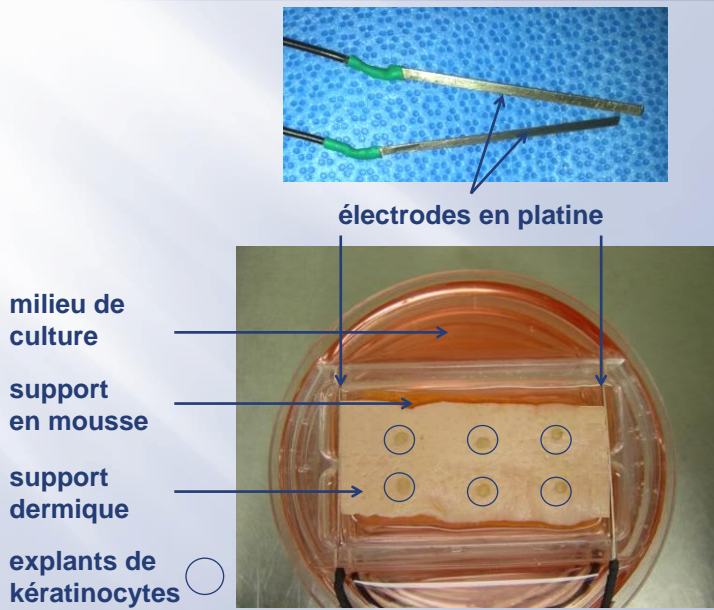 électrodes en platine
milieu de
culture
support
en mousse
support
dermique
explants de
kératinocytes